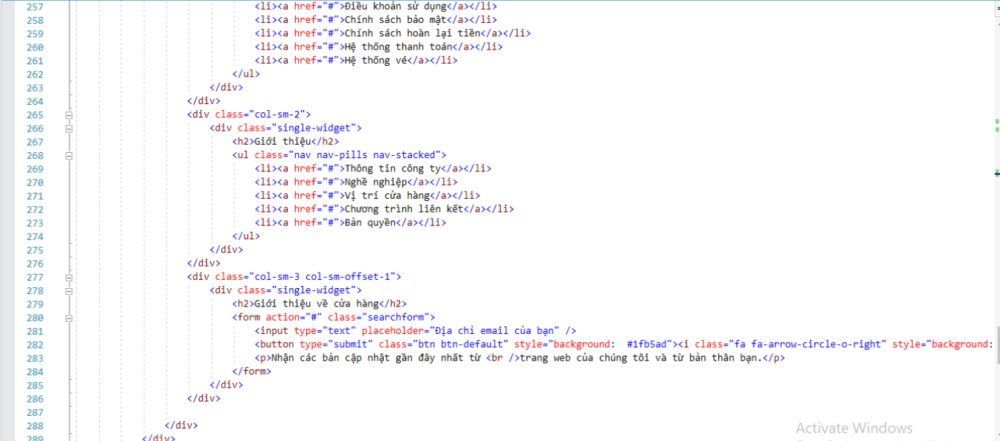 257 <li><a href="#">Điều khoản sử dụng</a></li>
258 <li><a href="#">Chính sách bảo mật</a></li>
259 <li><a href="#">Chính sách hoàn lại tiền</a></li>
260 <li><a href="#">Hệ thống thanh toán</a></li>
261 <li><a href="#">Hệ thống vé</a></li>
262 </ul>
263 </div>
264 </div>
265 <div class="col-sm-2">
266 <div class="single-widget">
267 <h2>Giới thiệu</h2>
268 <ul class="nav nav-pills nav-stacked">
269 <li><a href="#">Thông tin công ty</a></li>
270 <li><a href="#">Nghề nghiệp</a></li>
271 <li><a href="#">Vị trí cửa hàng</a></li>
272 <li><a href="#">Chương trình liên kết</a></li>
273 <li><a href="#">Bản quyền</a></li>
274 </ul>
275 </div>
276 </div>
277 <div class="col-sm-3 col-sm-offset-1">
278 <div class="single-widget">
279 <h2>Giới thiệu về cửa hàng</h2>
280 <form action="#" class="searchform">
281 <input type="text" placeholder="Địa chỉ email của bạn" />
282 <button type="submit" class="btn btn-default" style="background:  #1fb5ad"><i class="fa fa-arrow-circle-o-right" style="background:
283 <p>Nhận các bản cập nhật gần đây nhất từ <br />trang web của chúng tôi và từ bản thân bạn.</p>
284 </form>
285 </div>
286 </div>
287
288 </div>
289 </div>
Activate Windows